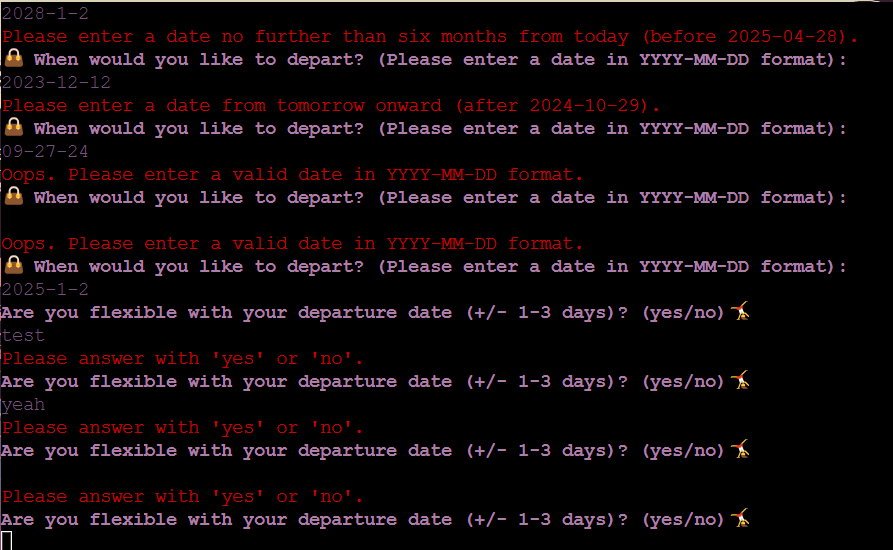 2028-1-2
Please enter a date no further than six months from today (before 2025-04-28).
👜 When would you like to depart? (Please enter a date in YYYY-MM-DD format):
2023-12-12
Please enter a date from tomorrow onward (after 2024-10-29).
👜 When would you like to depart? (Please enter a date in YYYY-MM-DD format):
09-27-24
Oops. Please enter a valid date in YYYY-MM-DD format.
👜 When would you like to depart? (Please enter a date in YYYY-MM-DD format):
Oops. Please enter a valid date in YYYY-MM-DD format.
👜 When would you like to depart? (Please enter a date in YYYY-MM-DD format):
2025-1-2
Are you flexible with your departure date (+/- 1-3 days)? (yes/no)🤸
test
Please answer with 'yes' or 'no'.
Are you flexible with your departure date (+/- 1-3 days)? (yes/no)🤸
yeah
Please answer with 'yes' or 'no'.
Are you flexible with your departure date (+/- 1-3 days)? (yes/no)🤸
Please answer with 'yes' or 'no'.
Are you flexible with your departure date (+/- 1-3 days)? (yes/no)🤸